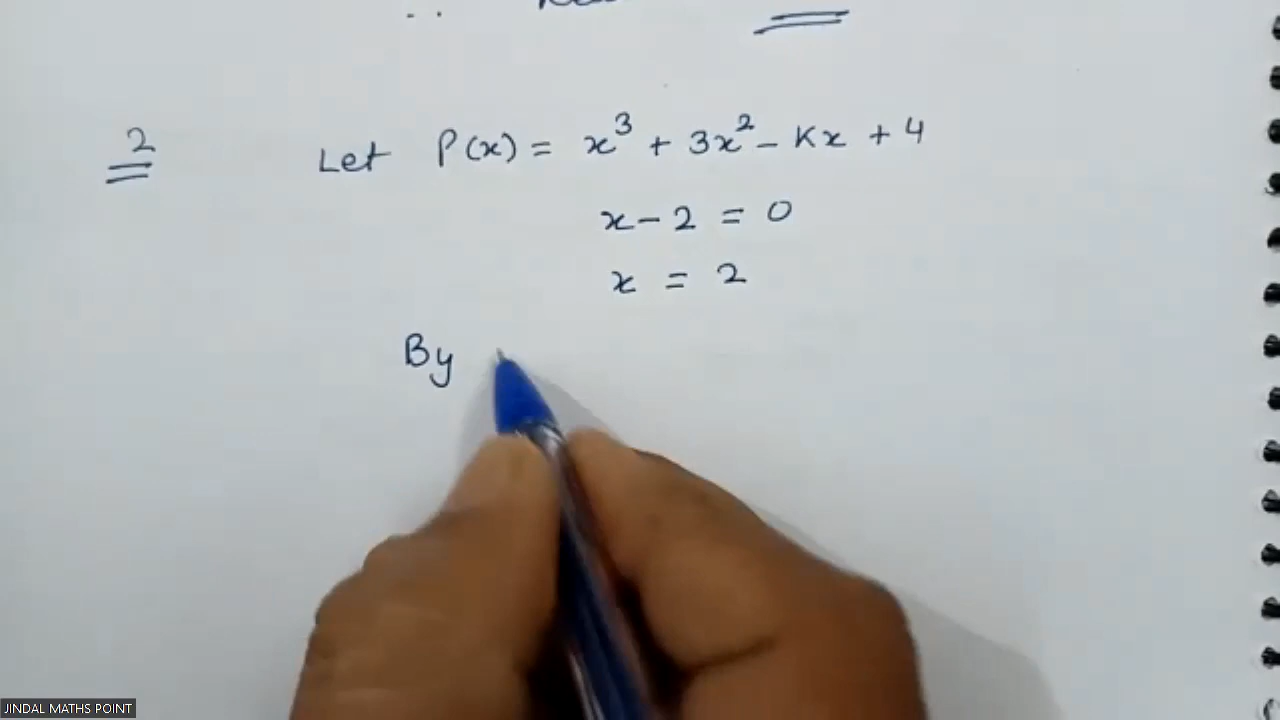 2 Let P(x) = x³ + 3x² - Kx + 4
x - 2 = 0
x = 2
By
JINDAL MATHS POINT